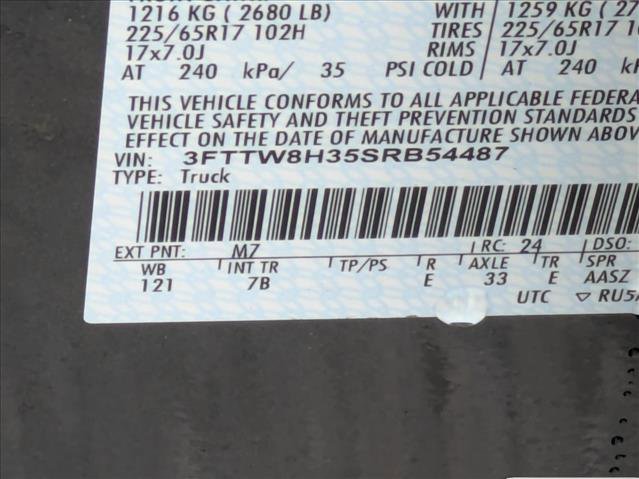 1216 KG ( 2680 LB) WITH 1259 KG ( 27
225/65R17 102H TIRES 225/65R17 102
17x7.0J RIMS 17x7.0J
AT 240 kPa/ 35 PSI COLD AT 240 kP
THIS VEHICLE CONFORMS TO ALL APPLICABLE FEDERA
VEHICLE SAFETY AND THEFT PREVENTION STANDARDS
EFFECT ON THE DATE OF MANUFACTURE SHOWN ABOV
VIN: 3FTTW8H35SRB54487
TYPE: Truck
EXT PNT: M7 RC: 24 DSO:
WB INT TR TP/PS R AXLE TR SPR
121 7B E 33 E AASZ
UTC ▽ RU5